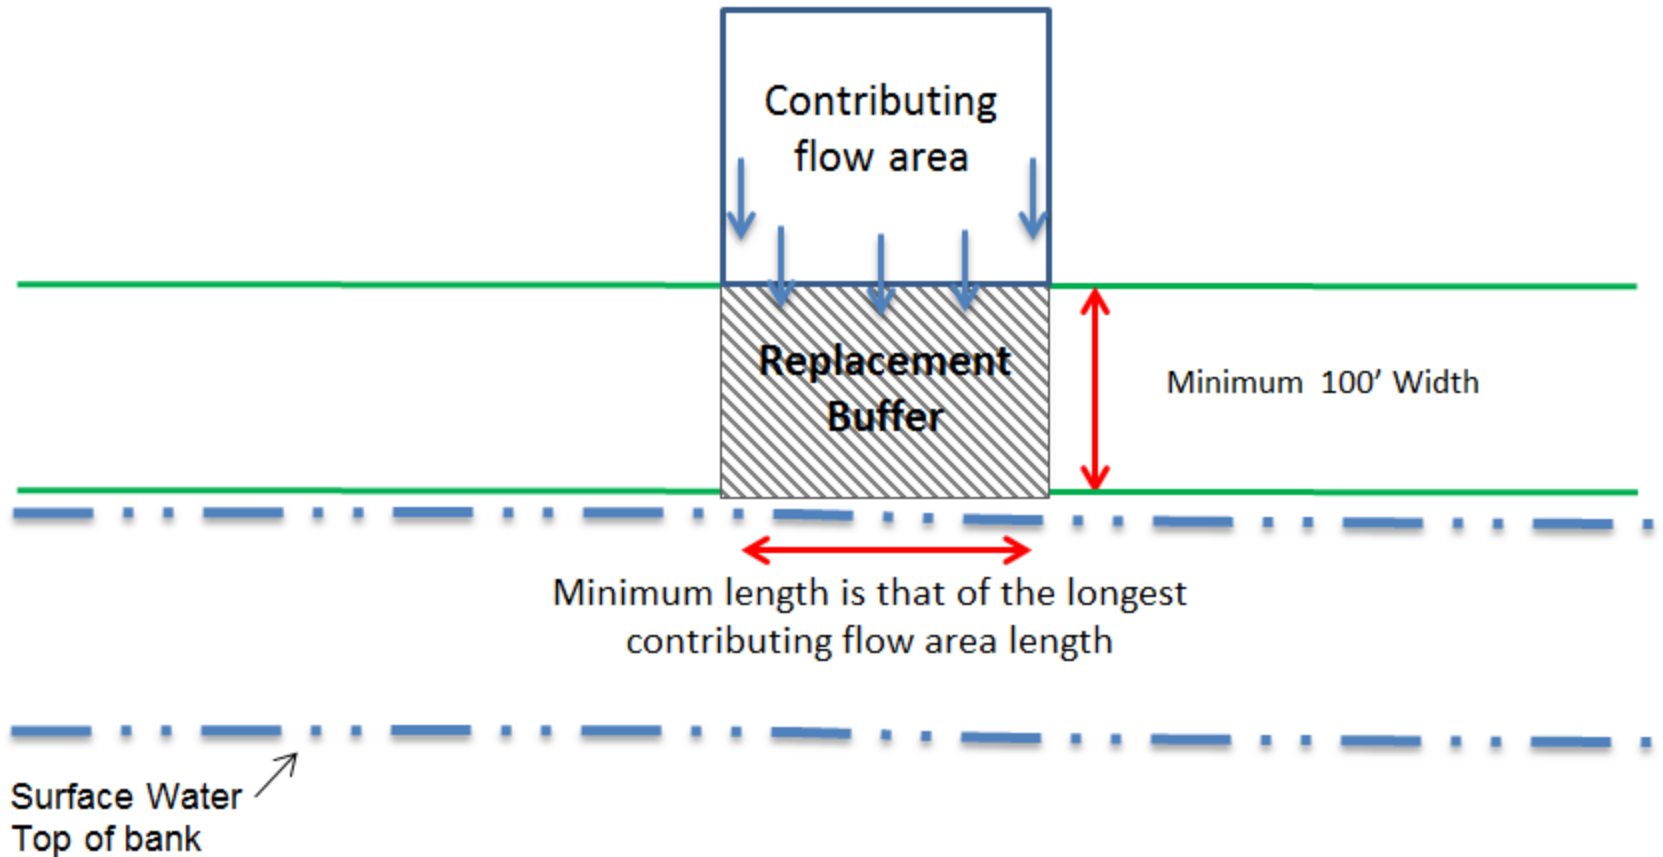 Contributing
flow area
Replacement
Buffer
Minimum 100’ Width
Minimum length is that of the longest
contributing flow area length
Surface Water
Top of bank